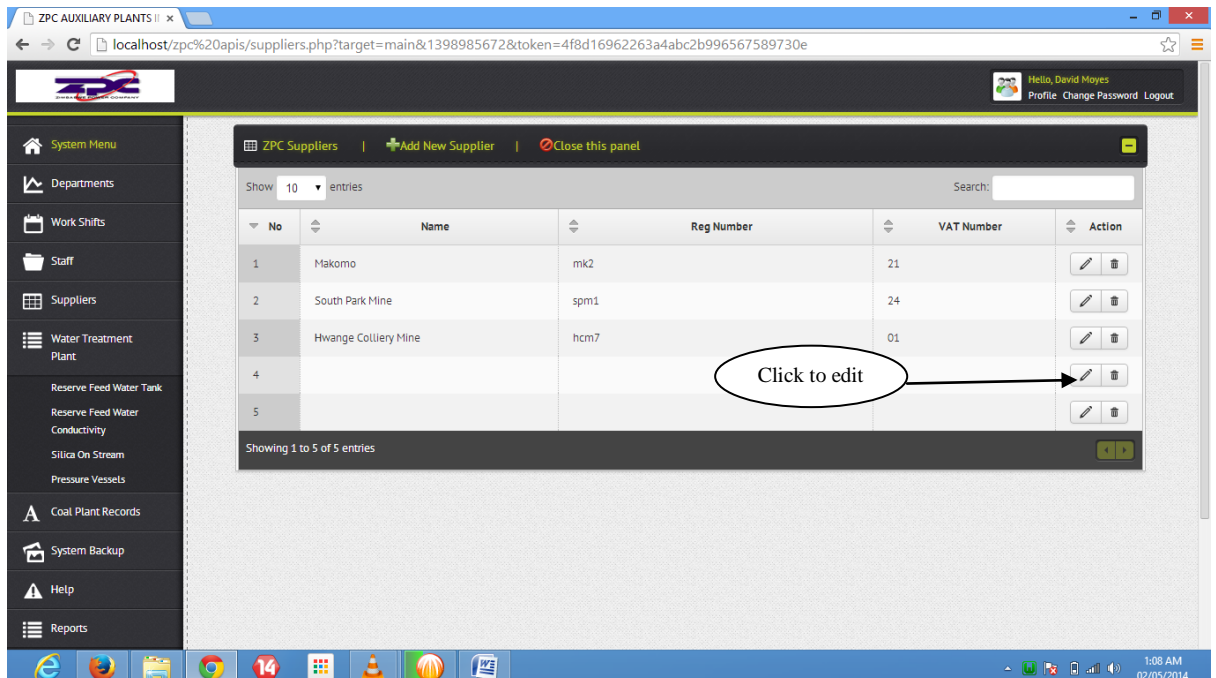 ZPC AUXILIARY PLANTS I
localhost/zpc%20apis/suppliers.php?target=main&1398985672&token=4f8d16962263a4abc2b996567589730e
ZPC
ZIMBABWE POWER COMPANY
Hello, David Moyes
Profile Change Password Logout
System Menu
Departments
Work Shifts
Staff
Suppliers
Water Treatment
Plant
Reserve Feed Water Tank
Reserve Feed Water
Conductivity
Silica On Stream
Pressure Vessels
Coal Plant Records
System Backup
Help
Reports
ZPC Suppliers | Add New Supplier | Close this panel
Show 10 entries Search:
No Name Reg Number VAT Number Action
1 Makomo mk2 21
2 South Park Mine spm1 24
3 Hwange Colliery Mine hcm7 01
4
Click to edit
5
Showing 1 to 5 of 5 entries
14
1:08 AM
02/05/2014